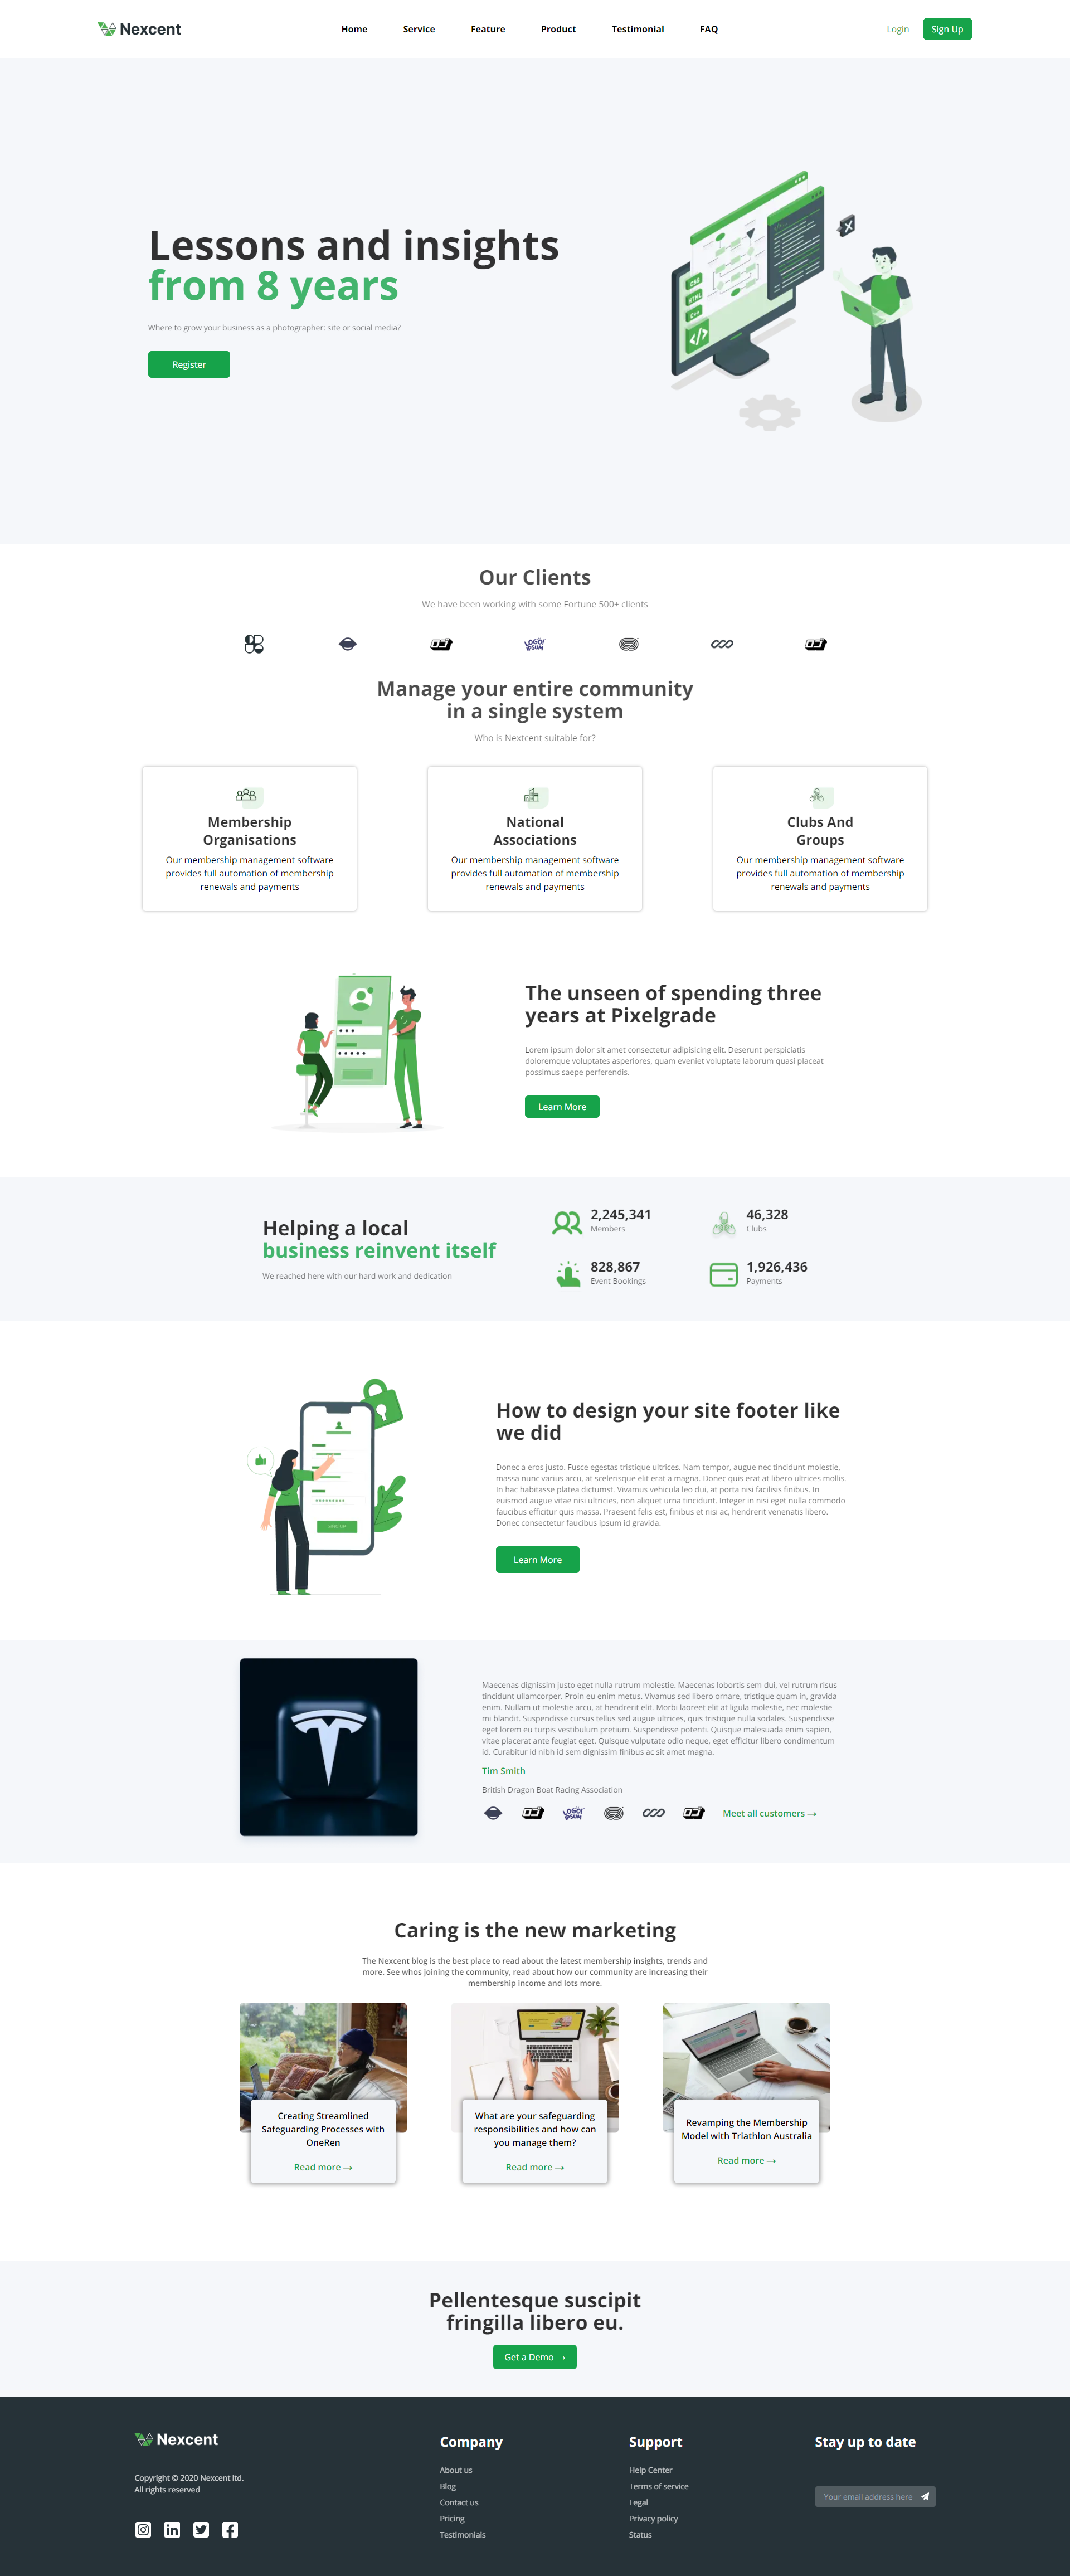 Nexcent
Home Service Feature Product Testimonial FAQ
Login Sign Up
Lessons and insights
from 8 years
Where to grow your business as a photographer: site or social media?
Register
CSS
HTML
C++
</>
Our Clients
We have been working with some Fortune 500+ clients
LOGO!
IPSUM
Manage your entire community
in a single system
Who is Nextcent suitable for?
Membership
Organisations
Our membership management software
provides full automation of membership
renewals and payments
National
Associations
Our membership management software
provides full automation of membership
renewals and payments
Clubs And
Groups
Our membership management software
provides full automation of membership
renewals and payments
The unseen of spending three
years at Pixelgrade
Lorem ipsum dolor sit amet consectetur adipisicing elit. Deserunt perspiciatis
doloremque voluptates asperiores, quam eveniet voluptate laborum quasi placeat
possimus saepe perferendis.
Learn More
Helping a local
business reinvent itself
We reached here with our hard work and dedication
2,245,341
Members
46,328
Clubs
828,867
Event Bookings
1,926,436
Payments
How to design your site footer like
we did
Donec a eros justo. Fusce egestas tristique ultrices. Nam tempor, augue nec tincidunt molestie,
massa nunc varius arcu, at scelerisque elit erat a magna. Donec quis erat at libero ultrices mollis.
In hac habitasse platea dictumst. Vivamus vehicula leo dui, at porta nisi facilisis finibus. In
euismod augue vitae nisi ultricies, non aliquet urna tincidunt. Integer in nisi eget nulla commodo
faucibus efficitur quis massa. Praesent felis est, finibus et nisi ac, hendrerit venenatis libero.
Donec consectetur faucibus ipsum id gravida.
Learn More
Maecenas dignissim justo eget nulla rutrum molestie. Maecenas lobortis sem dui, vel rutrum risus
tincidunt ullamcorper. Proin eu enim metus. Vivamus sed libero ornare, tristique quam in, gravida
enim. Nullam ut molestie arcu, at hendrerit elit. Morbi laoreet elit at ligula molestie, nec molestie
mi blandit. Suspendisse cursus tellus sed augue ultrices, quis tristique nulla sodales. Suspendisse
eget lorem eu turpis vestibulum pretium. Suspendisse potenti. Quisque malesuada enim sapien,
vitae placerat ante feugiat eget. Quisque vulputate odio neque, eget efficitur libero condimentum
id. Curabitur id nibh id sem dignissim finibus ac sit amet magna.
Tim Smith
British Dragon Boat Racing Association
LOGO!
IPSUM
Meet all customers →
Caring is the new marketing
The Nexcent blog is the best place to read about the latest membership insights, trends and
more. See whos joining the community, read about how our community are increasing their
membership income and lots more.
Creating Streamlined
Safeguarding Processes with
OneRen
Read more →
What are your safeguarding
responsibilities and how can
you manage them?
Read more →
Revamping the Membership
Model with Triathlon Australia
Read more →
Pellentesque suscipit
fringilla libero eu.
Get a Demo →
Nexcent
Copyright © 2020 Nexcent ltd.
All rights reserved
Company
About us
Blog
Contact us
Pricing
Testimonials
Support
Help Center
Terms of service
Legal
Privacy policy
Status
Stay up to date
Your email address here